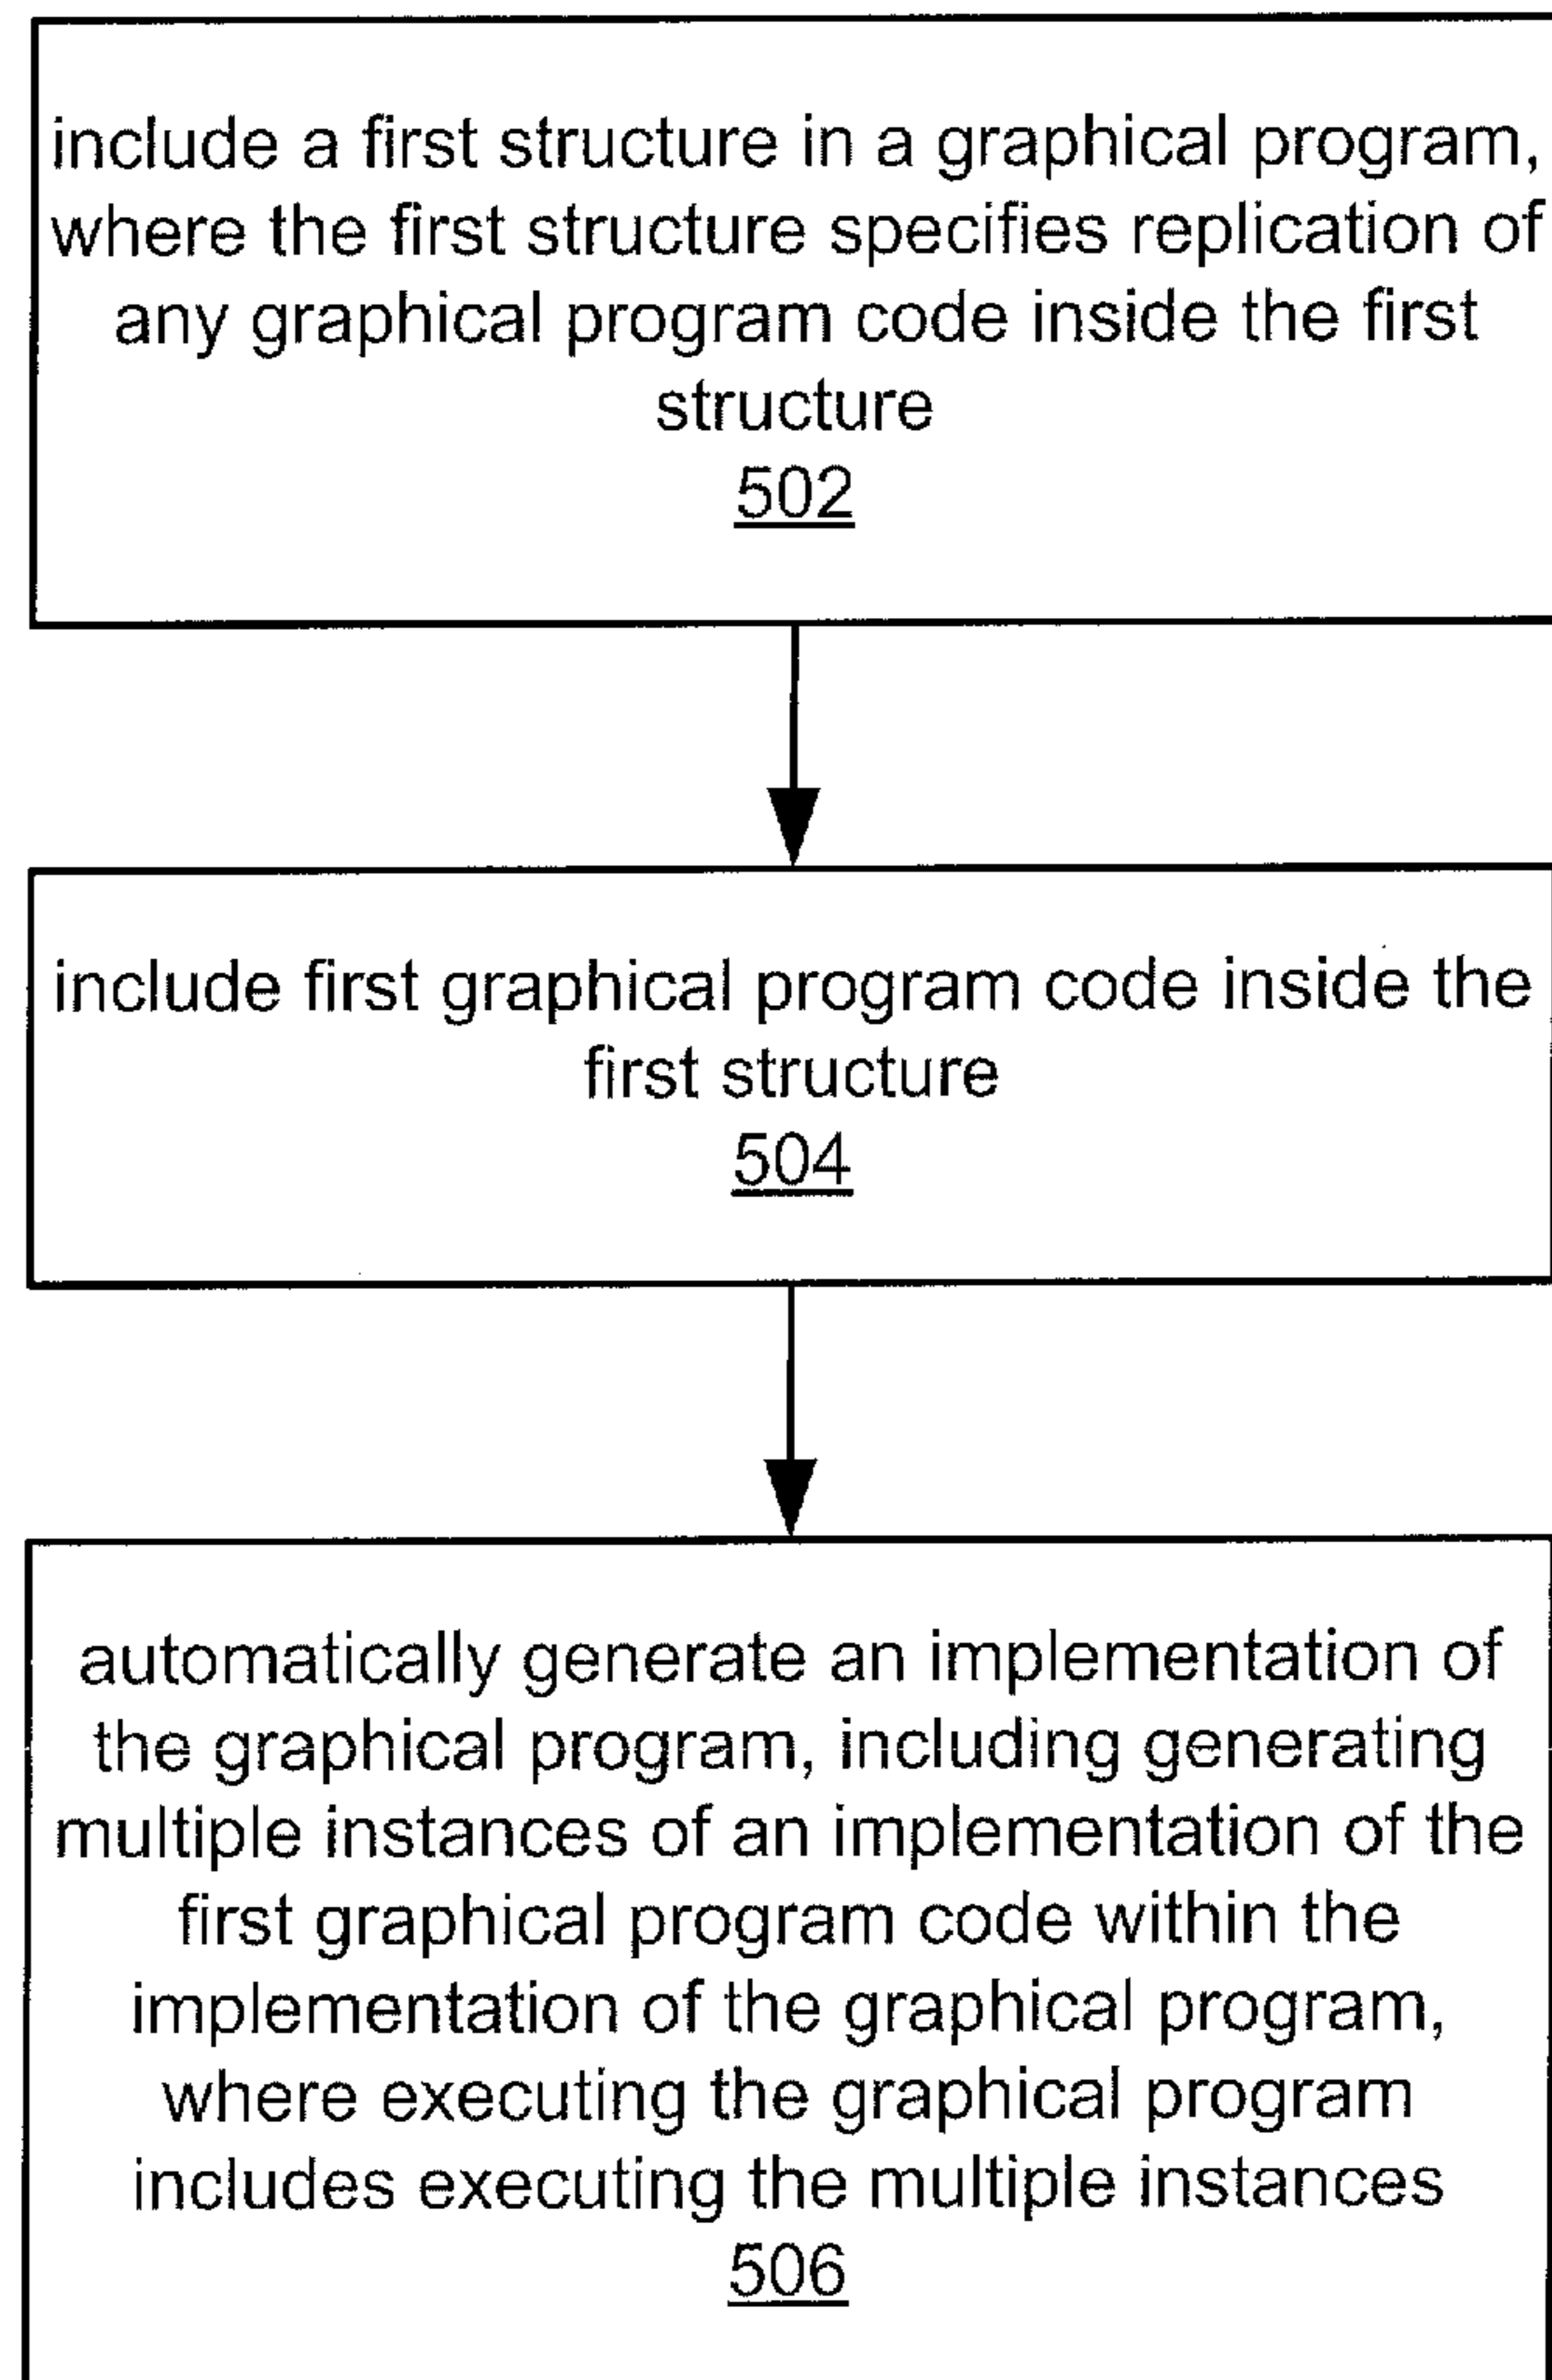 include a first structure in a graphical program,
where the first structure specifies replication of
any graphical program code inside the first
structure
502
include first graphical program code inside the
first structure
504
automatically generate an implementation of
the graphical program, including generating
multiple instances of an implementation of the
first graphical program code within the
implementation of the graphical program,
where executing the graphical program
includes executing the multiple instances
506